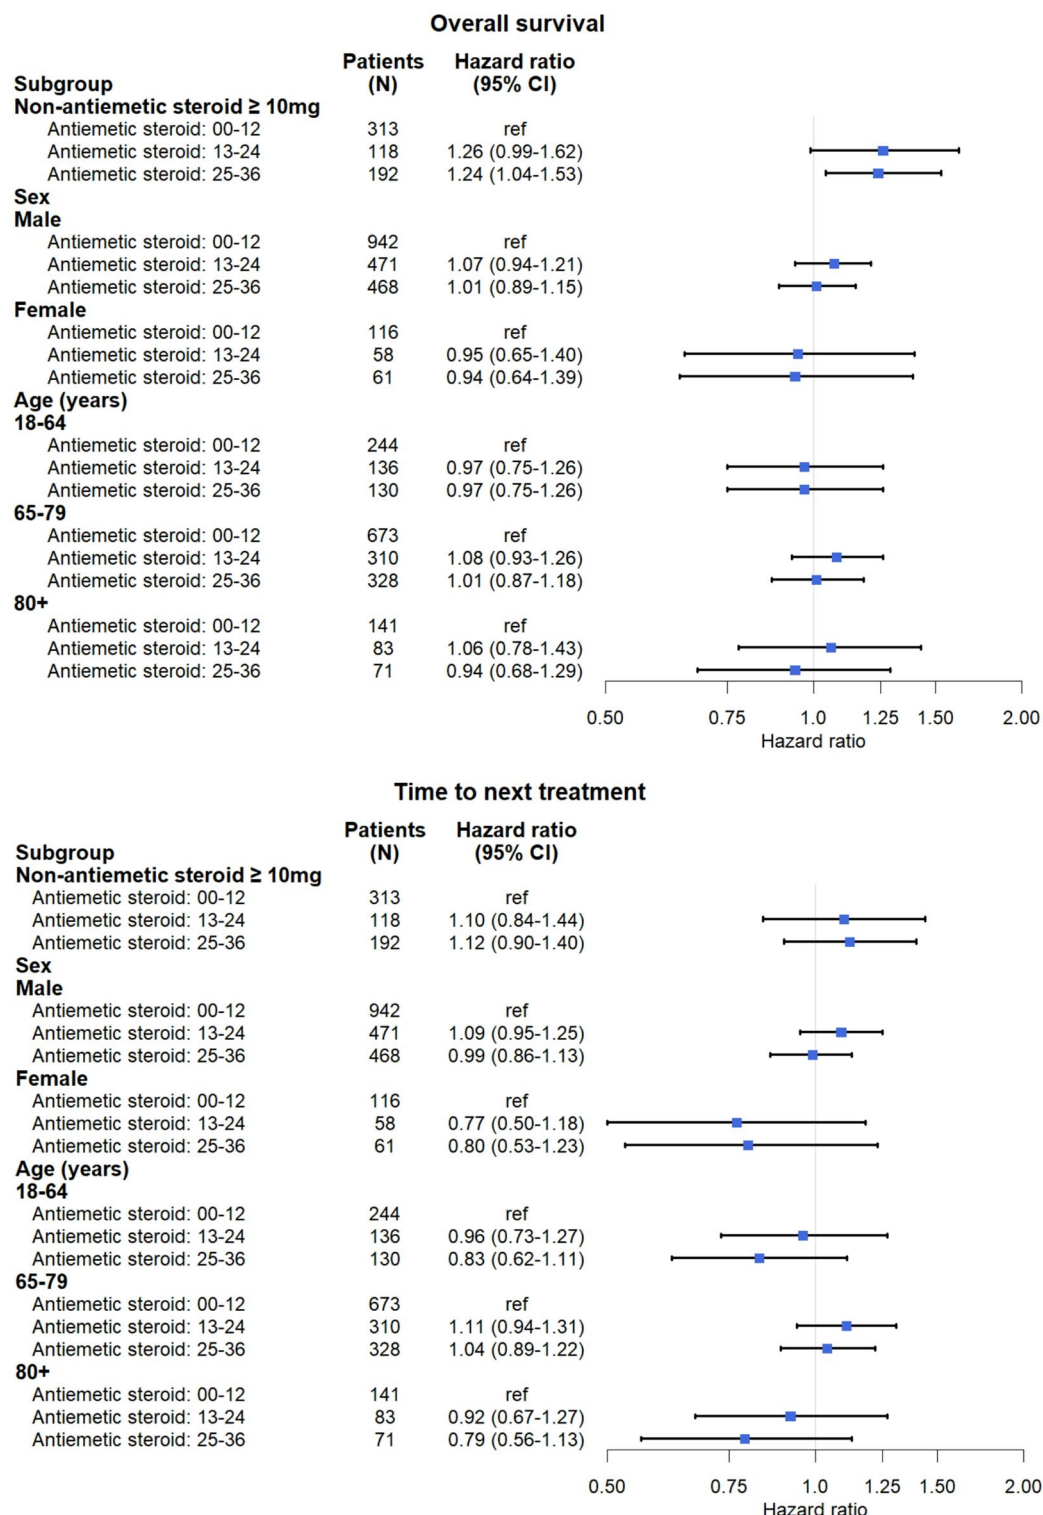 Overall survival
Subgroup Patients (N) Hazard ratio (95% CI)
Non-antiemetic steroid ≥ 10mg
Antiemetic steroid: 00-12 313 ref
Antiemetic steroid: 13-24 118 1.26 (0.99-1.62)
Antiemetic steroid: 25-36 192 1.24 (1.04-1.53)
Sex
Male
Antiemetic steroid: 00-12 942 ref
Antiemetic steroid: 13-24 471 1.07 (0.94-1.21)
Antiemetic steroid: 25-36 468 1.01 (0.89-1.15)
Female
Antiemetic steroid: 00-12 116 ref
Antiemetic steroid: 13-24 58 0.95 (0.65-1.40)
Antiemetic steroid: 25-36 61 0.94 (0.64-1.39)
Age (years)
18-64
Antiemetic steroid: 00-12 244 ref
Antiemetic steroid: 13-24 136 0.97 (0.75-1.26)
Antiemetic steroid: 25-36 130 0.97 (0.75-1.26)
65-79
Antiemetic steroid: 00-12 673 ref
Antiemetic steroid: 13-24 310 1.08 (0.93-1.26)
Antiemetic steroid: 25-36 328 1.01 (0.87-1.18)
80+
Antiemetic steroid: 00-12 141 ref
Antiemetic steroid: 13-24 83 1.06 (0.78-1.43)
Antiemetic steroid: 25-36 71 0.94 (0.68-1.29)
0.50 0.75 1.0 1.25 1.50 2.00
Hazard ratio
Time to next treatment
Subgroup Patients (N) Hazard ratio (95% CI)
Non-antiemetic steroid ≥ 10mg
Antiemetic steroid: 00-12 313 ref
Antiemetic steroid: 13-24 118 1.10 (0.84-1.44)
Antiemetic steroid: 25-36 192 1.12 (0.90-1.40)
Sex
Male
Antiemetic steroid: 00-12 942 ref
Antiemetic steroid: 13-24 471 1.09 (0.95-1.25)
Antiemetic steroid: 25-36 468 0.99 (0.86-1.13)
Female
Antiemetic steroid: 00-12 116 ref
Antiemetic steroid: 13-24 58 0.77 (0.50-1.18)
Antiemetic steroid: 25-36 61 0.80 (0.53-1.23)
Age (years)
18-64
Antiemetic steroid: 00-12 244 ref
Antiemetic steroid: 13-24 136 0.96 (0.73-1.27)
Antiemetic steroid: 25-36 130 0.83 (0.62-1.11)
65-79
Antiemetic steroid: 00-12 673 ref
Antiemetic steroid: 13-24 310 1.11 (0.94-1.31)
Antiemetic steroid: 25-36 328 1.04 (0.89-1.22)
80+
Antiemetic steroid: 00-12 141 ref
Antiemetic steroid: 13-24 83 0.92 (0.67-1.27)
Antiemetic steroid: 25-36 71 0.79 (0.56-1.13)
0.50 0.75 1.0 1.25 1.50 2.00
Hazard ratio